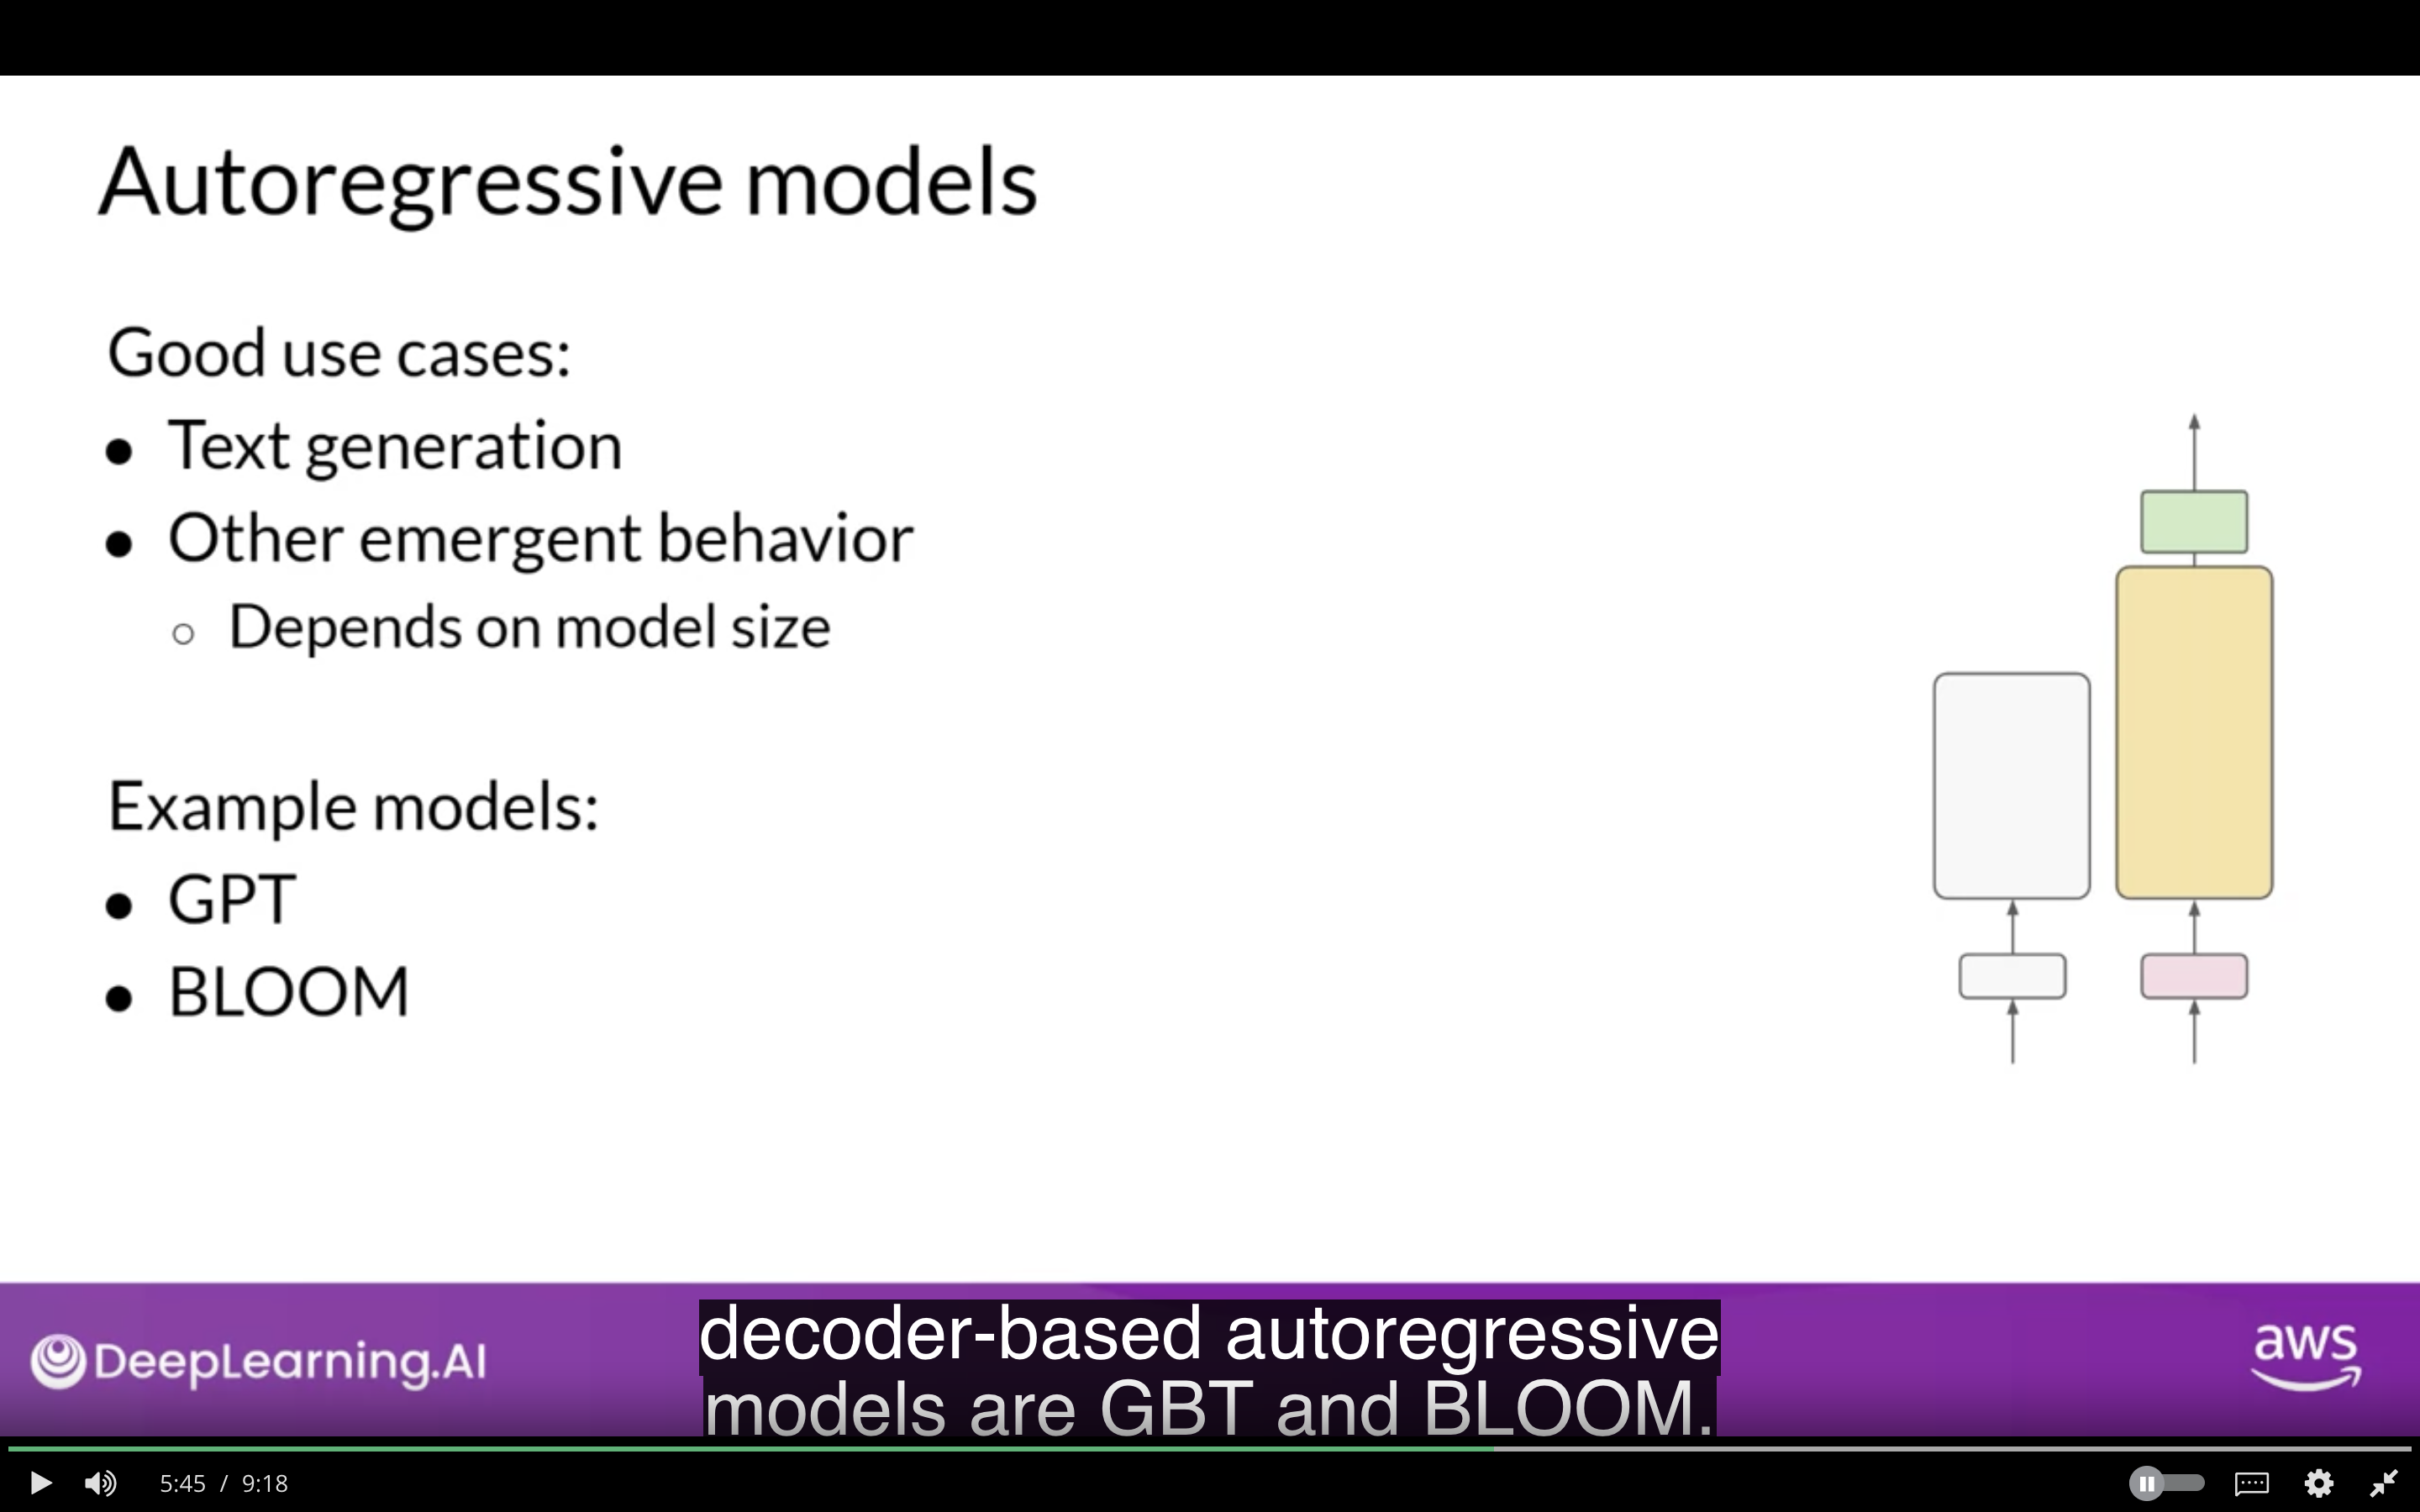 Autoregressive models
Good use cases:
● Text generation
● Other emergent behavior
○ Depends on model size
Example models:
● GPT
● BLOOM
DeepLearning.AI
decoder-based autoregressive
models are GBT and BLOOM.
aws
5:45 / 9:18